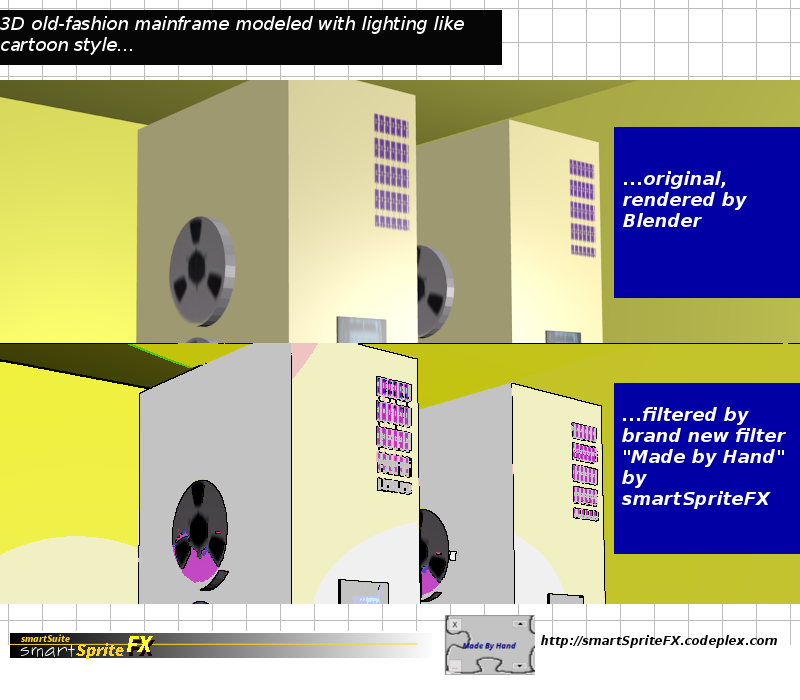 3D old-fashion mainframe modeled with lighting like
cartoon style...
...original,
rendered by
Blender
...filtered by
brand new filter
"Made by Hand"
by
smartSpriteFX
smartSuite
smartSpriteFX
X
Made By Hand
http://smartSpriteFX.codeplex.com